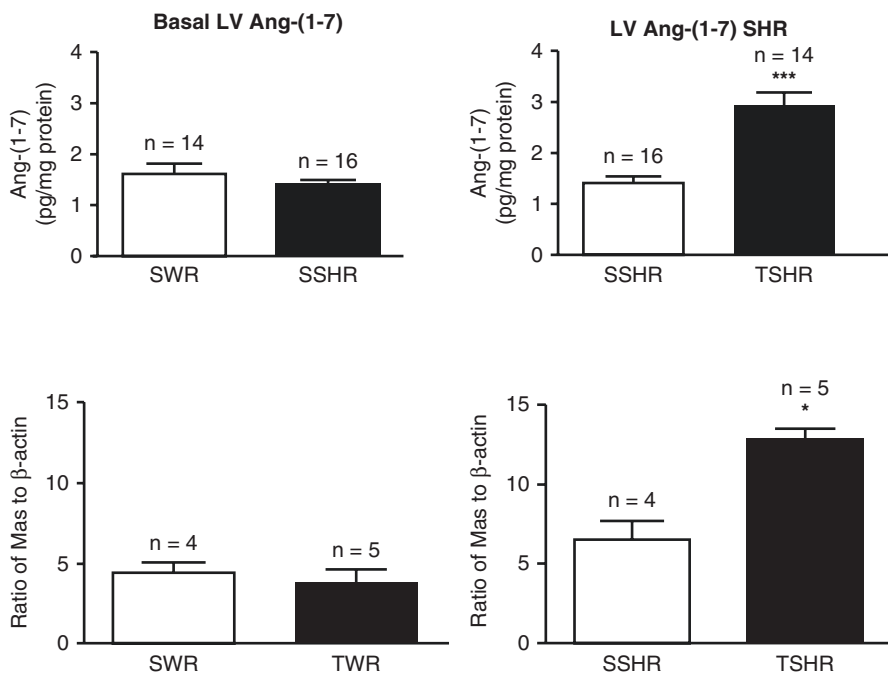 Basal LV Ang-(1-7)
Ang-(1-7)
(pg/mg protein)
4
3
2
1
0
n = 14
n = 16
SWR
SSHR
LV Ang-(1-7) SHR
Ang-(1-7)
(pg/mg protein)
4
3
2
1
0
n = 16
n = 14
***
SSHR
TSHR
Ratio of Mas to β-actin
15
10
5
0
n = 4
n = 5
SWR
TWR
Ratio of Mas to β-actin
15
10
5
0
n = 4
n = 5
*
SSHR
TSHR